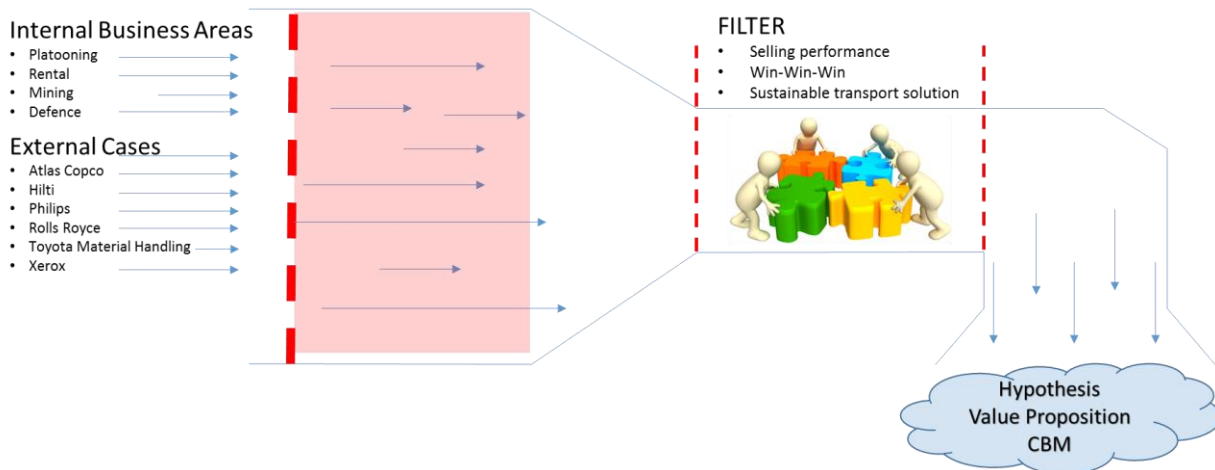 Internal Business Areas
• Platooning
• Rental
• Mining
• Defence
External Cases
• Atlas Copco
• Hilti
• Philips
• Rolls Royce
• Toyota Material Handling
• Xerox
FILTER
• Selling performance
• Win-Win-Win
• Sustainable transport solution
Hypothesis
Value Proposition
CBM